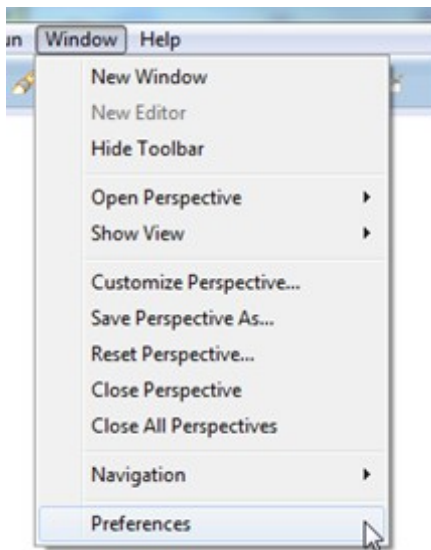 un Window Help
New Window
New Editor
Hide Toolbar
Open Perspective
Show View
Customize Perspective...
Save Perspective As...
Reset Perspective...
Close Perspective
Close All Perspectives
Navigation
Preferences